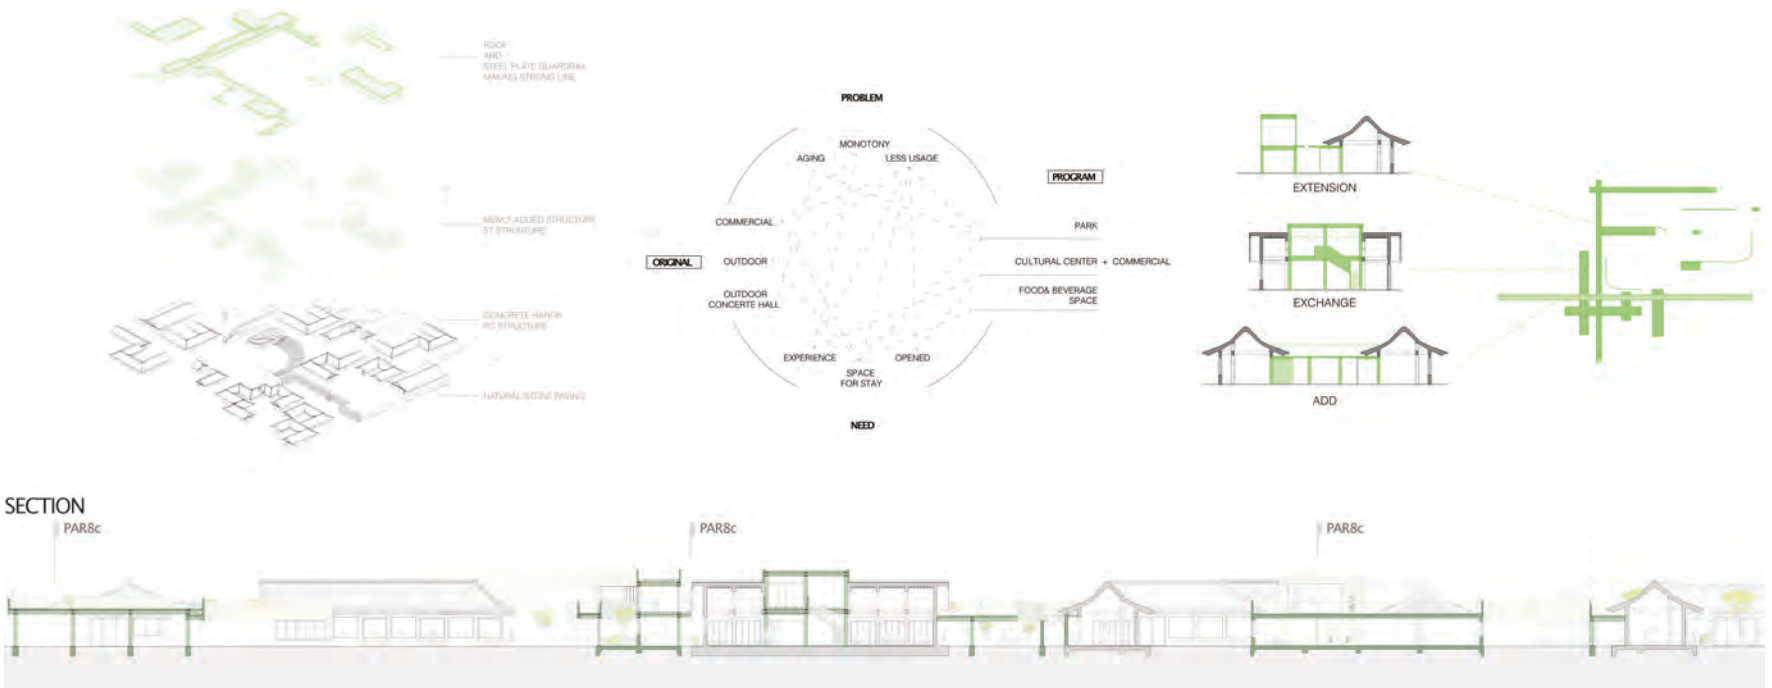 ROOF
AND
STEEL PLATE GUARDRAIL
MAKING STRONG LINE
NEWLY ADDED STRUCTURE
ST STRUNTURE
CONCRETE HANOK
RC STRUCTURE
NATURAL STONE PAVING
PROBLEM
MONOTONY
AGING
LESS USAGE
COMMERCIAL
ORIGINAL
OUTDOOR
OUTDOOR
CONCERTE HALL
EXPERIENCE
SPACE
FOR STAY
OPENED
NEED
PROGRAM
PARK
CULTURAL CENTER + COMMERCIAL
FOOD& BEVERAGE
SPACE
EXTENSION
EXCHANGE
ADD
SECTION
PAR8c
PAR8c
PAR8c